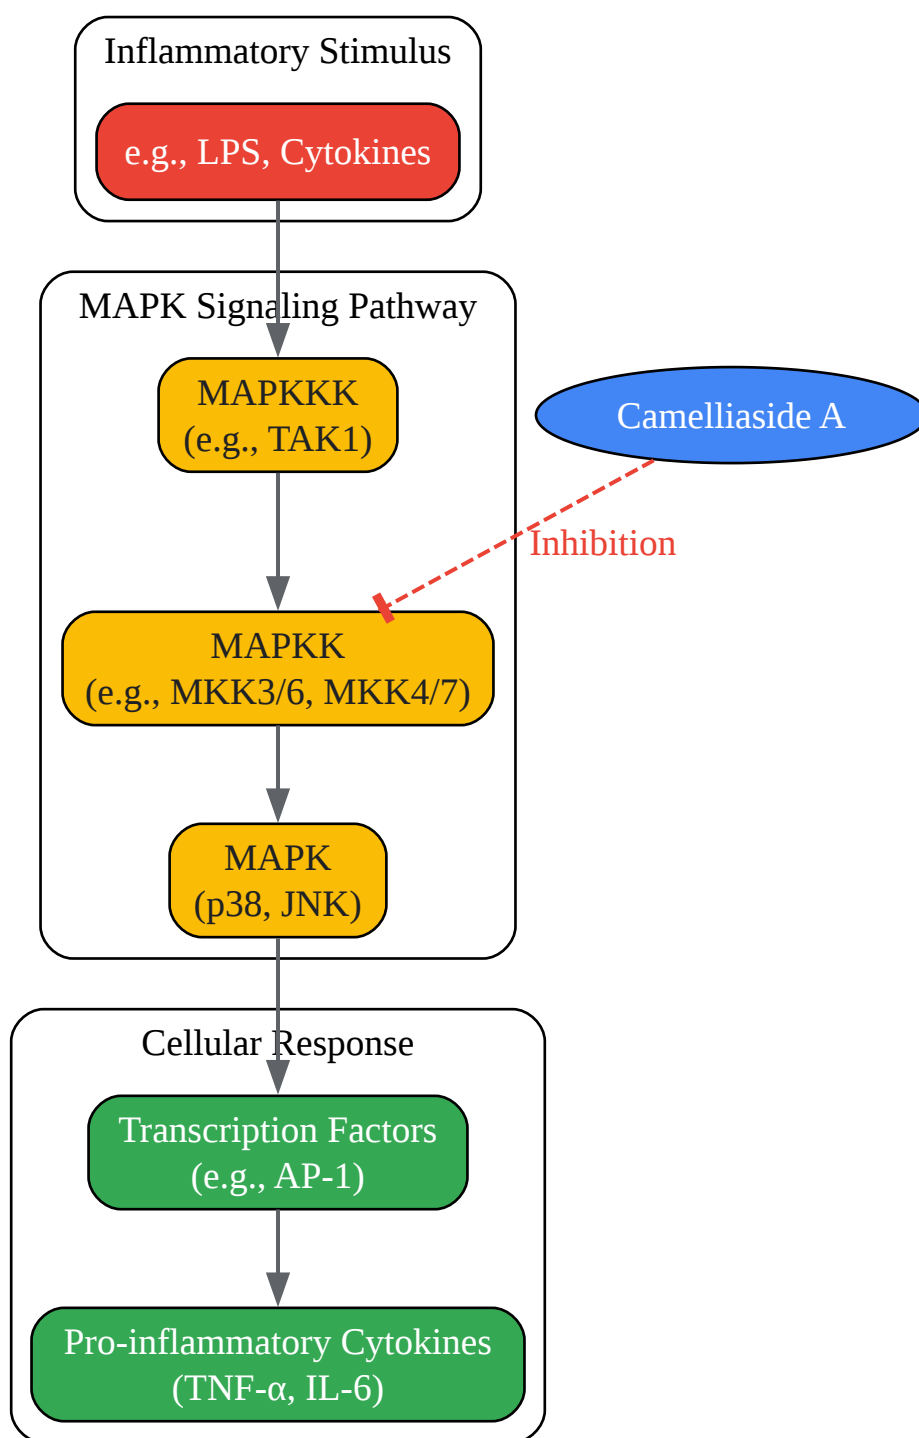 Inflammatory Stimulus
e.g., LPS, Cytokines
MAPK Signaling Pathway
MAPKKK
(e.g., TAK1)
Camelliaside A
Inhibition
MAPKK
(e.g., MKK3/6, MKK4/7)
MAPK
(p38, JNK)
Cellular Response
Transcription Factors
(e.g., AP-1)
Pro-inflammatory Cytokines
(TNF-α, IL-6)